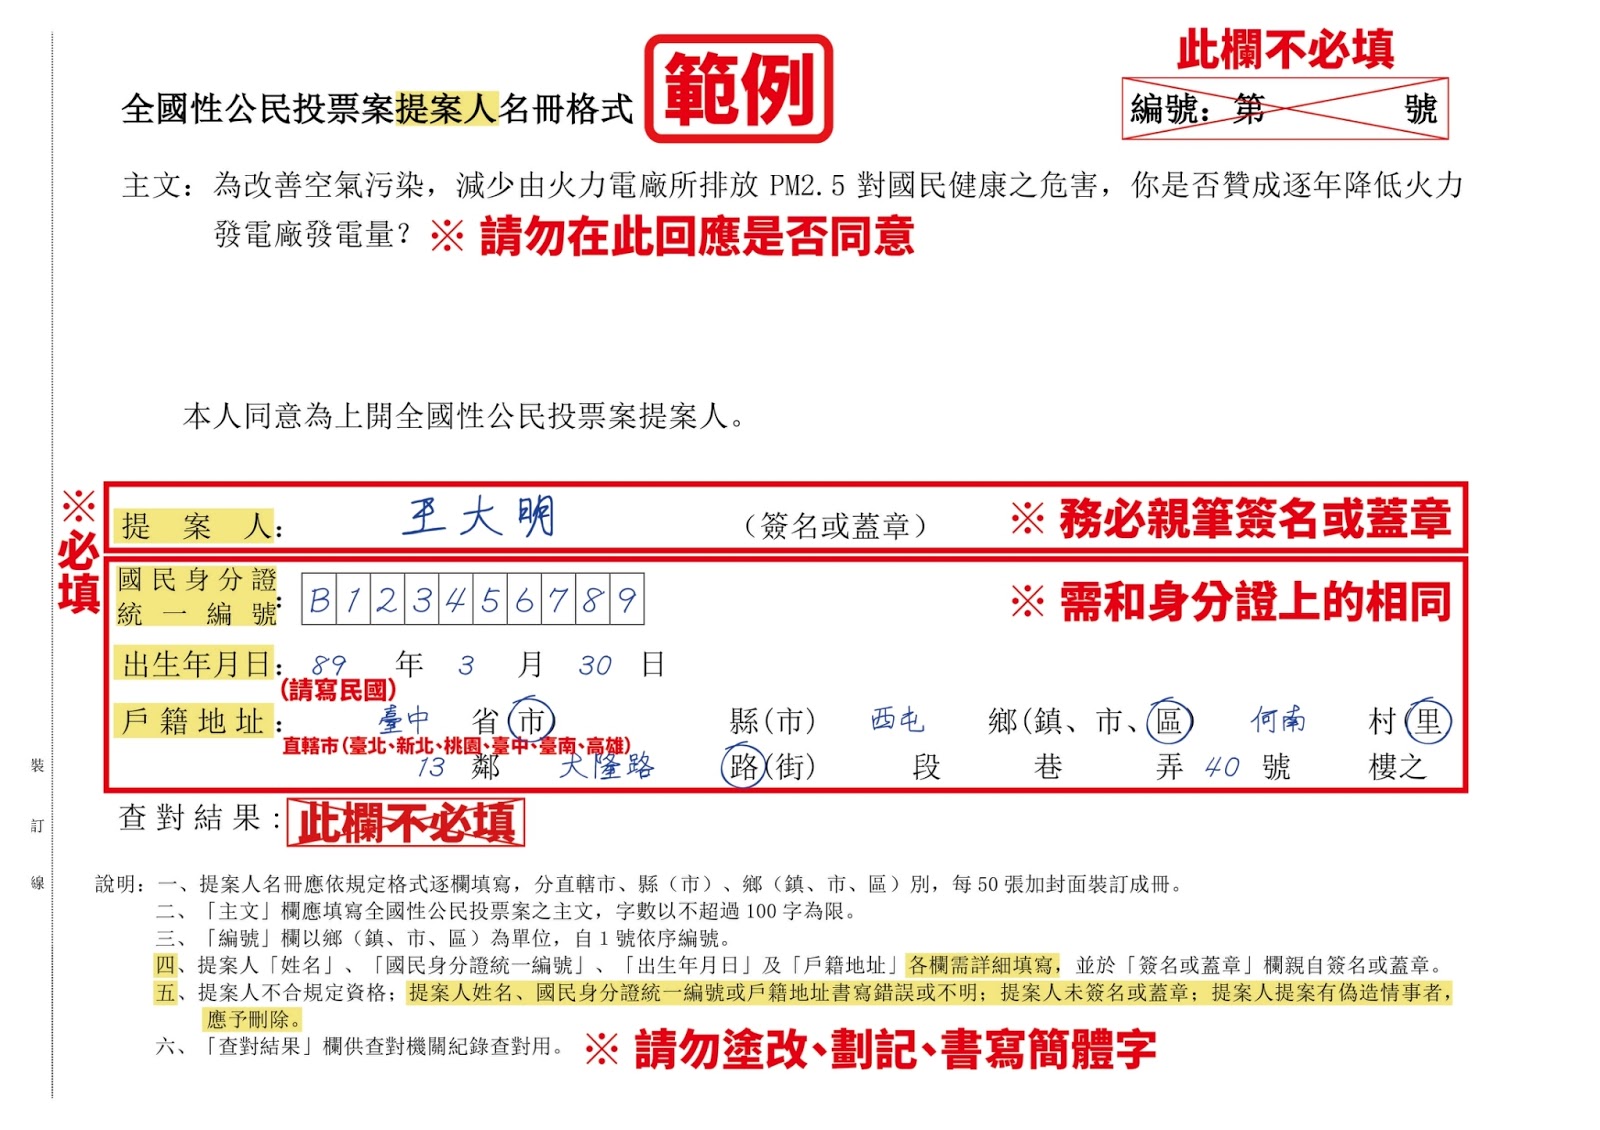 此欄不必填
全國性公民投票案提案人名冊格式 範例 編號：第 號
主文：為改善空氣污染，減少由火力電廠所排放 PM2.5 對國民健康之危害，你是否贊成逐年降低火力
發電廠發電量？ ※ 請勿在此回應是否同意
本人同意為上開全國性公民投票案提案人。
※必填
提案人： 王大明 （簽名或蓋章） ※ 務必親筆簽名或蓋章
國民身分證
統一編號： B123456789 ※ 需和身分證上的相同
出生年月日： 89 年 3 月 30 日
(請寫民國)
戶籍地址： 臺中 省(市) 縣(市) 西屯 鄉(鎮、市、區) 何南 村(里)
直轄市(臺北、新北、桃園、臺中、臺南、高雄)
13 鄰 大隆路 路(街) 段 巷 弄 40 號 樓之
查對結果： 此欄不必填
裝
訂
線
說明：一、提案人名冊應依規定格式逐欄填寫，分直轄市、縣（市）、鄉（鎮、市、區）別，每 50 張加封面裝訂成冊。
二、「主文」欄應填寫全國性公民投票案之主文，字數以不超過 100 字為限。
三、「編號」欄以鄉（鎮、市、區）為單位，自 1 號依序編號。
四、提案人「姓名」、「國民身分證統一編號」、「出生年月日」及「戶籍地址」各欄需詳細填寫，並於「簽名或蓋章」欄親自簽名或蓋章。
五、提案人不合規定資格；提案人姓名、國民身分證統一編號或戶籍地址書寫錯誤或不明；提案人未簽名或蓋章；提案人提案有偽造情事者，
應予刪除。
六、「查對結果」欄供查對機關紀錄查對用。 ※ 請勿塗改、劃記、書寫簡體字